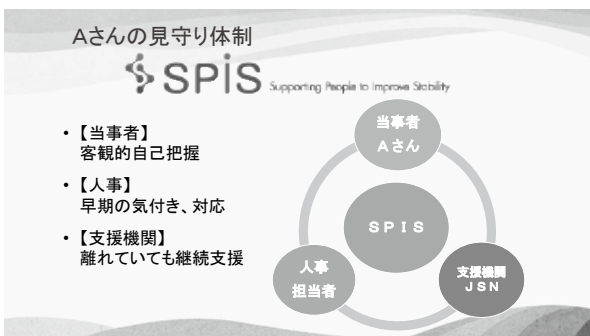 Aさんの見守り体制
SPiS Supporting People to Improve Stability
•【当事者】
客観的自己把握
•【人事】
早期の気付き、対応
•【支援機関】
離れていても継続支援
当事者
Aさん
SPIS
人事
担当者
支援機関
JSN